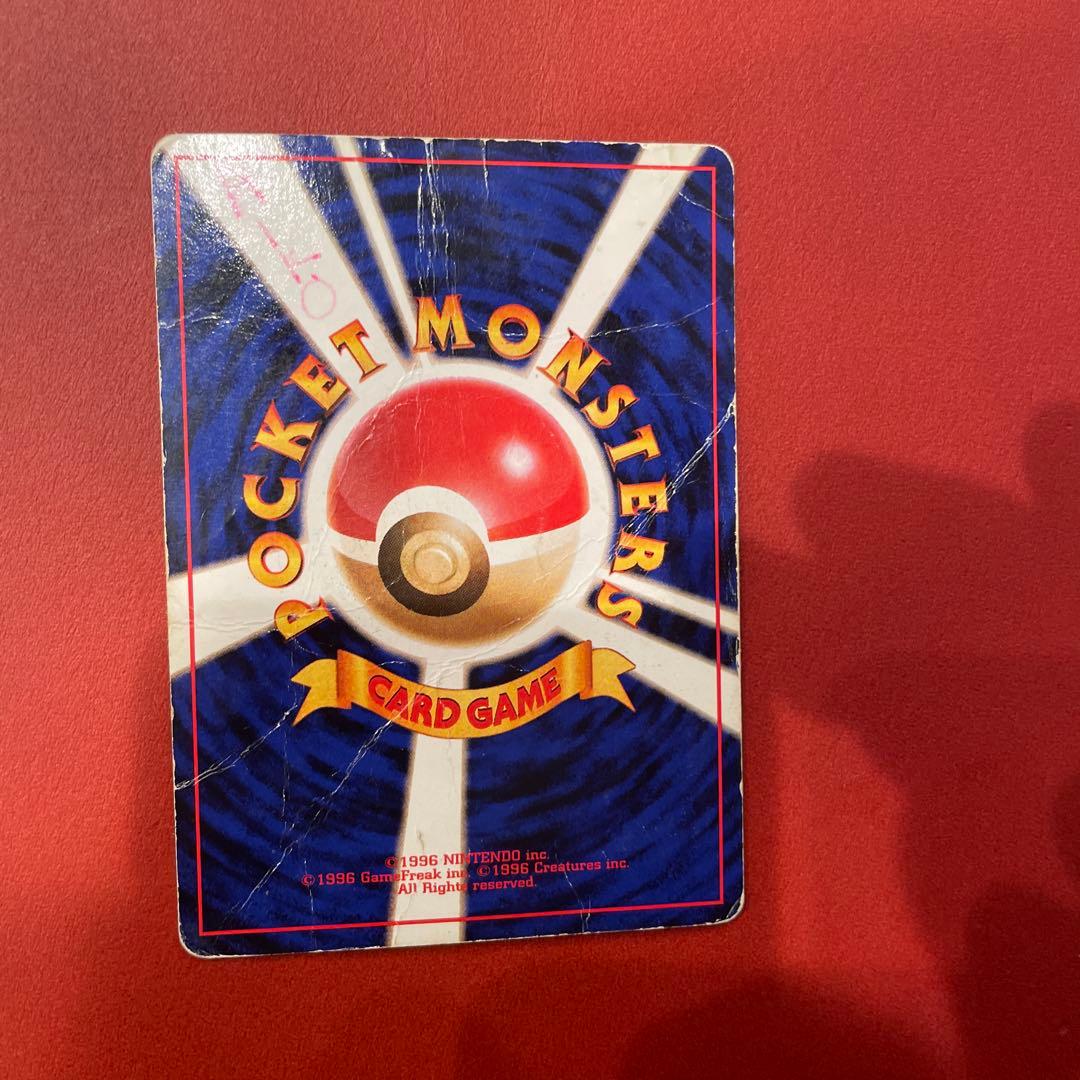 POCKET MONSTERS
CARD GAME
©1996 NINTENDO inc.
©1996 GameFreak inc. ©1996 Creatures inc.
All Rights reserved.